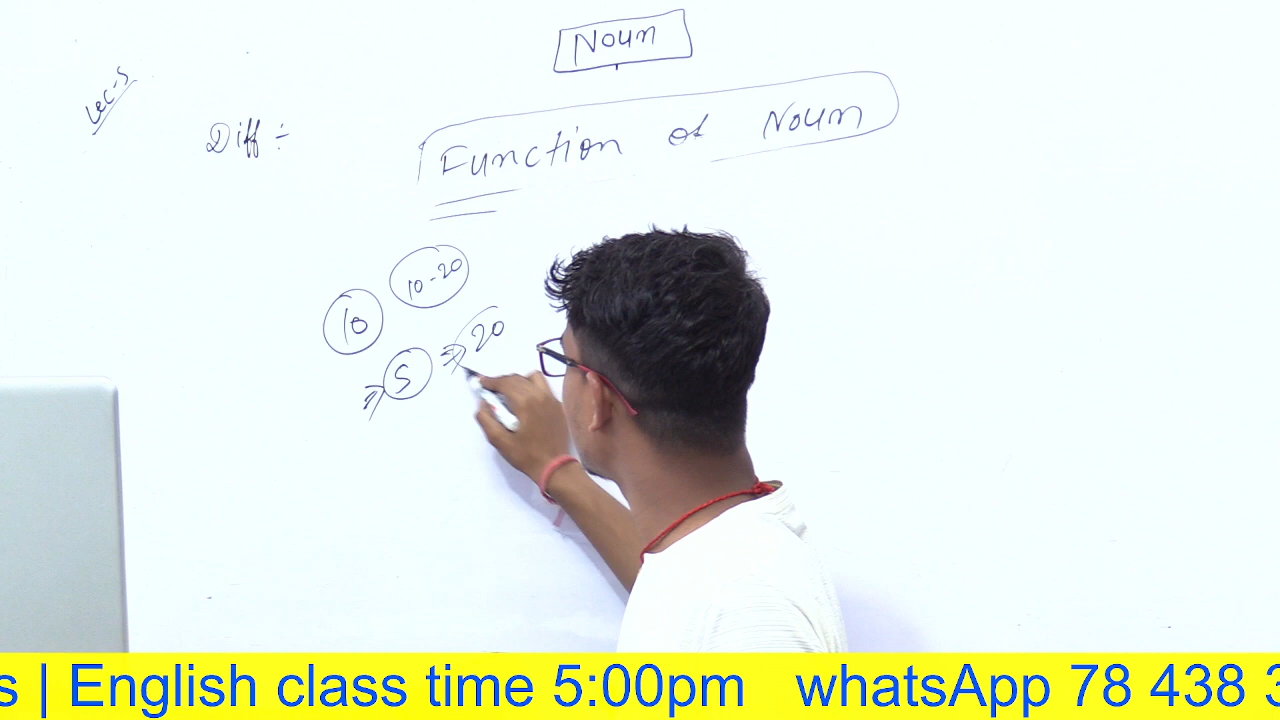 Noun
Lec-5
Diff ÷
Function of Noun
10-20
10
20
5
s | English class time 5:00pm whatsApp 78 438 3